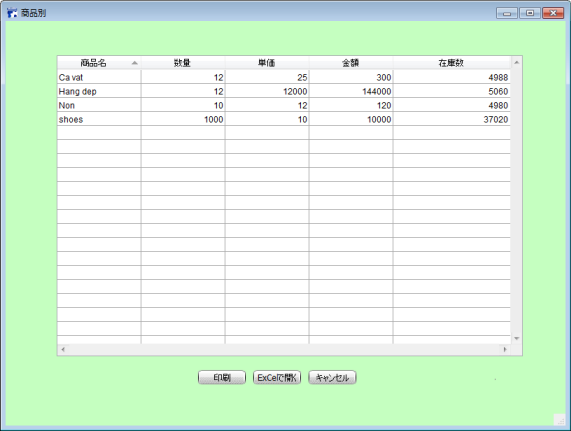 商品別
商品名 数量 単価 金額 在庫数
Ca vat 12 25 300 4988
Hang dep 12 12000 144000 5060
Non 10 12 120 4980
shoes 1000 10 10000 37020
印刷 ExCelで開く キャンセル